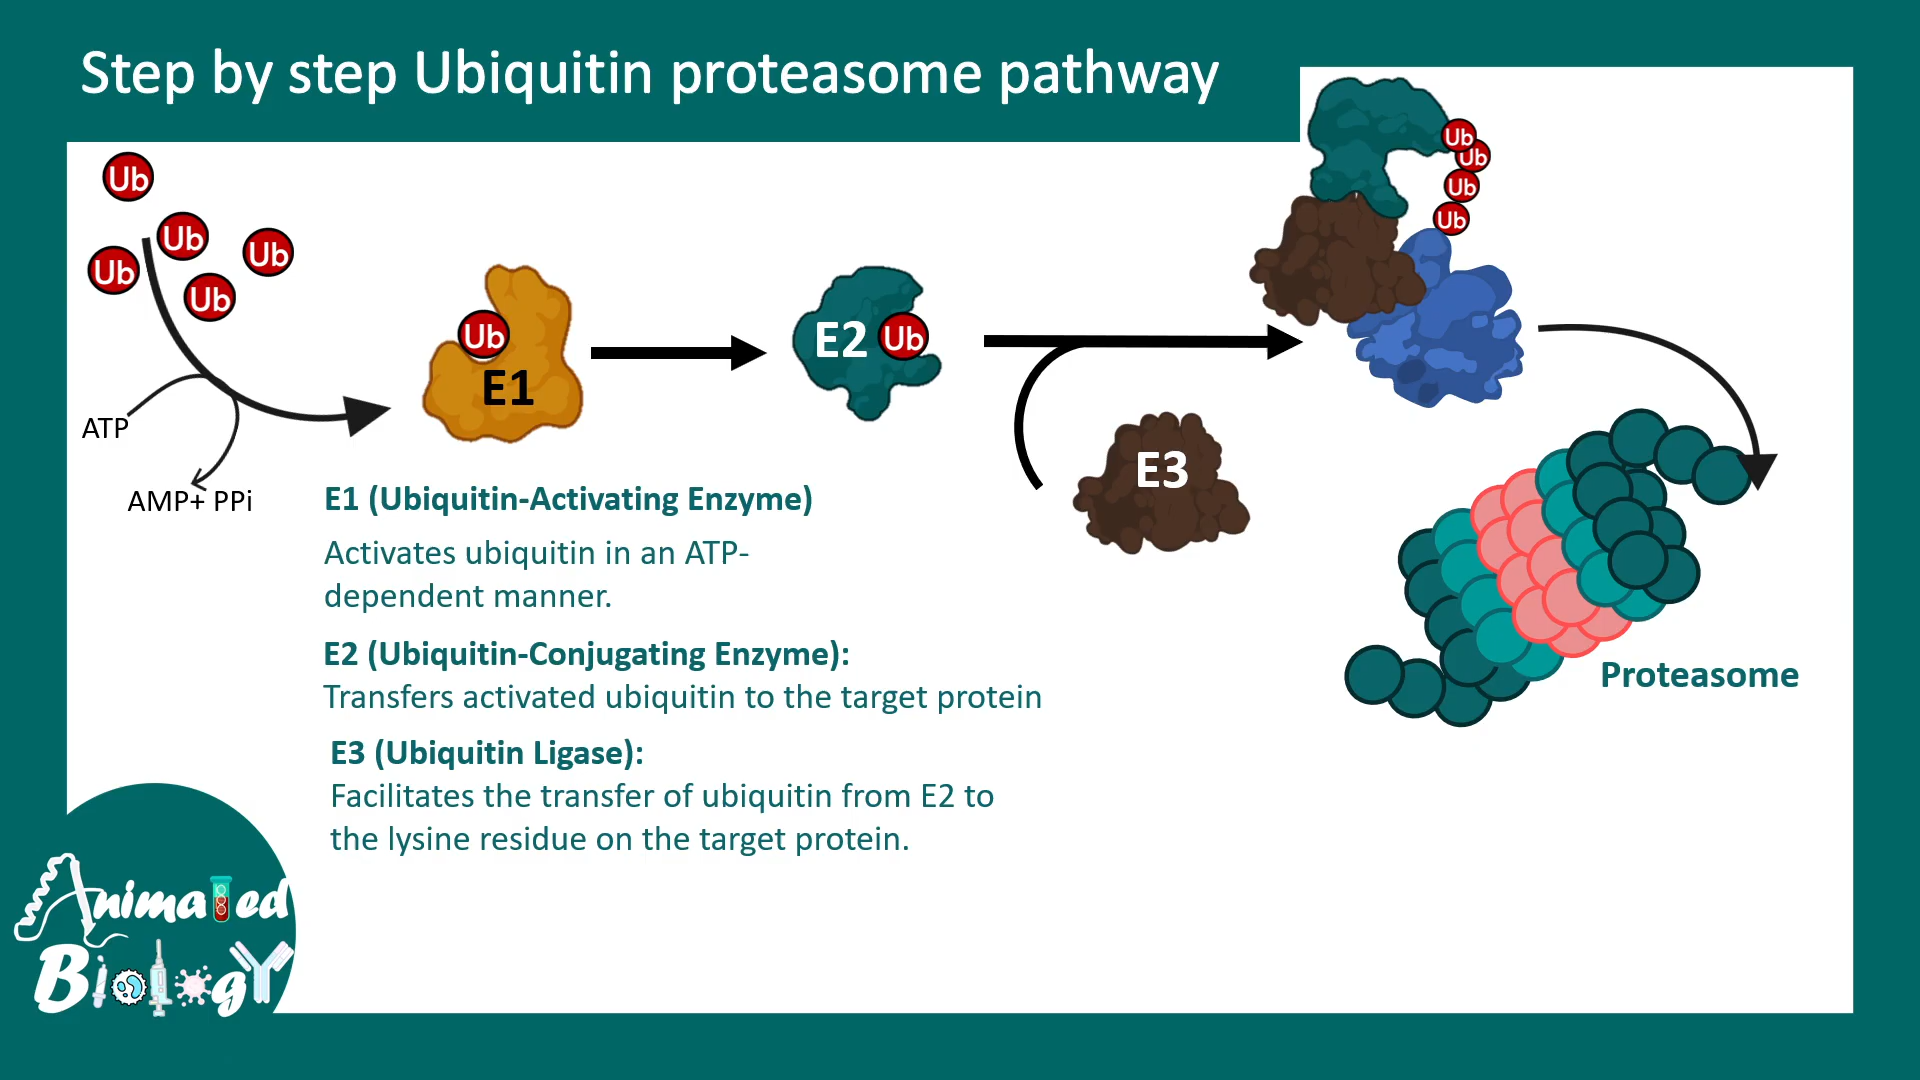 Step by step Ubiquitin proteasome pathway
Ub
Ub
Ub
Ub
Ub
ATP
AMP+ PPi
Ub
E1
E2
Ub
E3
Ub
Ub
Ub
Ub
Proteasome
E1 (Ubiquitin-Activating Enzyme)
Activates ubiquitin in an ATP-
dependent manner.
E2 (Ubiquitin-Conjugating Enzyme):
Transfers activated ubiquitin to the target protein
E3 (Ubiquitin Ligase):
Facilitates the transfer of ubiquitin from E2 to
the lysine residue on the target protein.
Animated
Biology